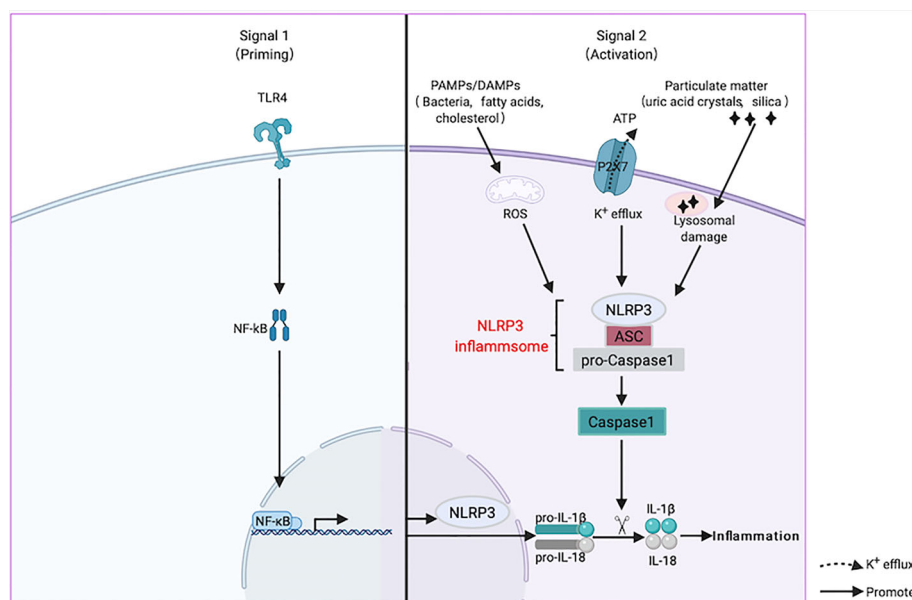 Signal 1
(Priming)
TLR4
NF-kB
NF-κB
Signal 2
(Activation)
PAMPs/DAMPs
(Bacteria, fatty acids,
cholesterol)
ATP
Particulate matter
(uric acid crystals, silica)
P2X7
ROS
K+ efflux
Lysosomal
damage
NLRP3
inflammsome
NLRP3
ASC
pro-Caspase1
Caspase1
NLRP3
pro-IL-1β
pro-IL-18
IL-1β
IL-18
Inflammation
K+ efflux
Promote